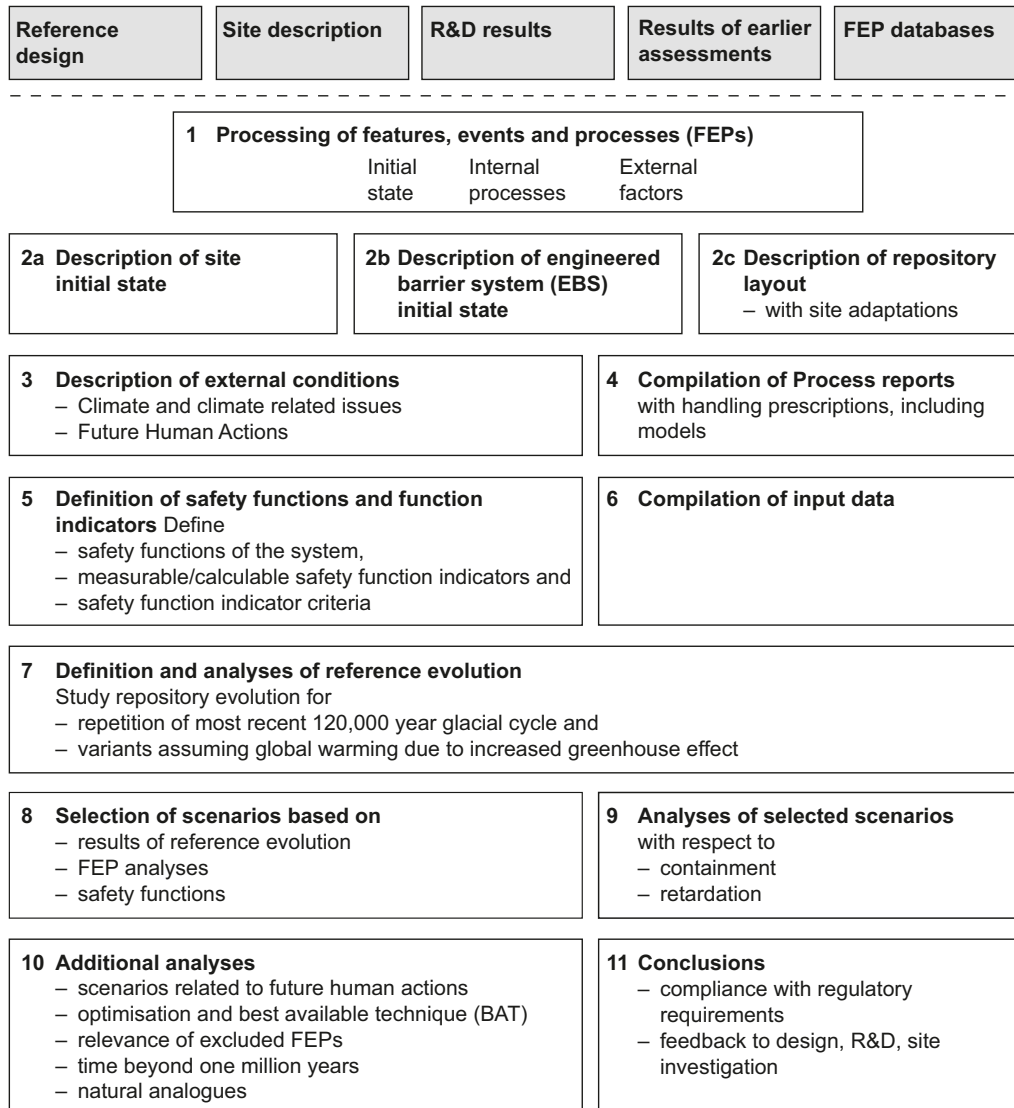 Reference
design
Site description
R&D results
Results of earlier
assessments
FEP databases
1 Processing of features, events and processes (FEPs)
Initial
state
Internal
processes
External
factors
2a Description of site
initial state
2b Description of engineered
barrier system (EBS)
initial state
2c Description of repository
layout
– with site adaptations
3 Description of external conditions
– Climate and climate related issues
– Future Human Actions
4 Compilation of Process reports
with handling prescriptions, including
models
5 Definition of safety functions and function
indicators Define
– safety functions of the system,
– measurable/calculable safety function indicators and
– safety function indicator criteria
6 Compilation of input data
7 Definition and analyses of reference evolution
Study repository evolution for
– repetition of most recent 120,000 year glacial cycle and
– variants assuming global warming due to increased greenhouse effect
8 Selection of scenarios based on
– results of reference evolution
– FEP analyses
– safety functions
9 Analyses of selected scenarios
with respect to
– containment
– retardation
10 Additional analyses
– scenarios related to future human actions
– optimisation and best available technique (BAT)
– relevance of excluded FEPs
– time beyond one million years
– natural analogues
11 Conclusions
– compliance with regulatory
requirements
– feedback to design, R&D, site
investigation